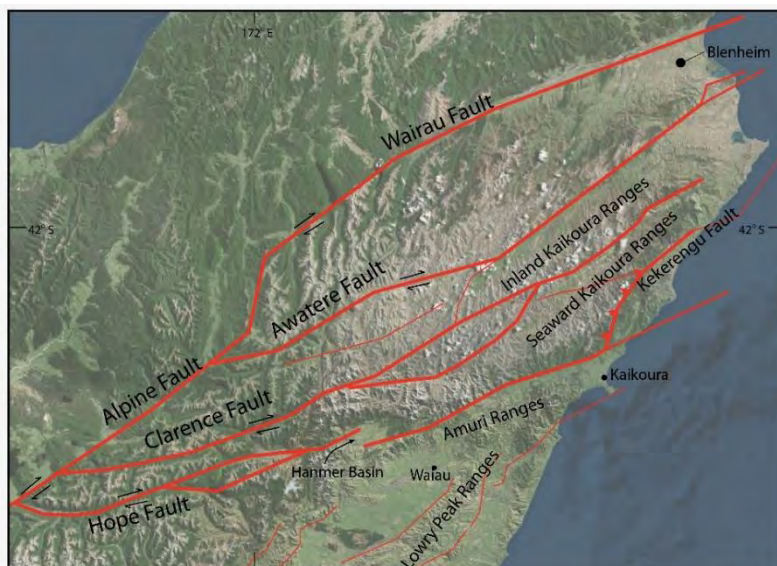 172° E
Blenheim
Wairau Fault
42° S
42° S
Inland Kaikoura Ranges
Awatere Fault
Seaward Kaikoura Ranges
Kekerengu Fault
Alpine Fault
Clarence Fault
Kaikoura
Amuri Ranges
Hanmer Basin
Waiau
Hope Fault
Lowry Peak Ranges